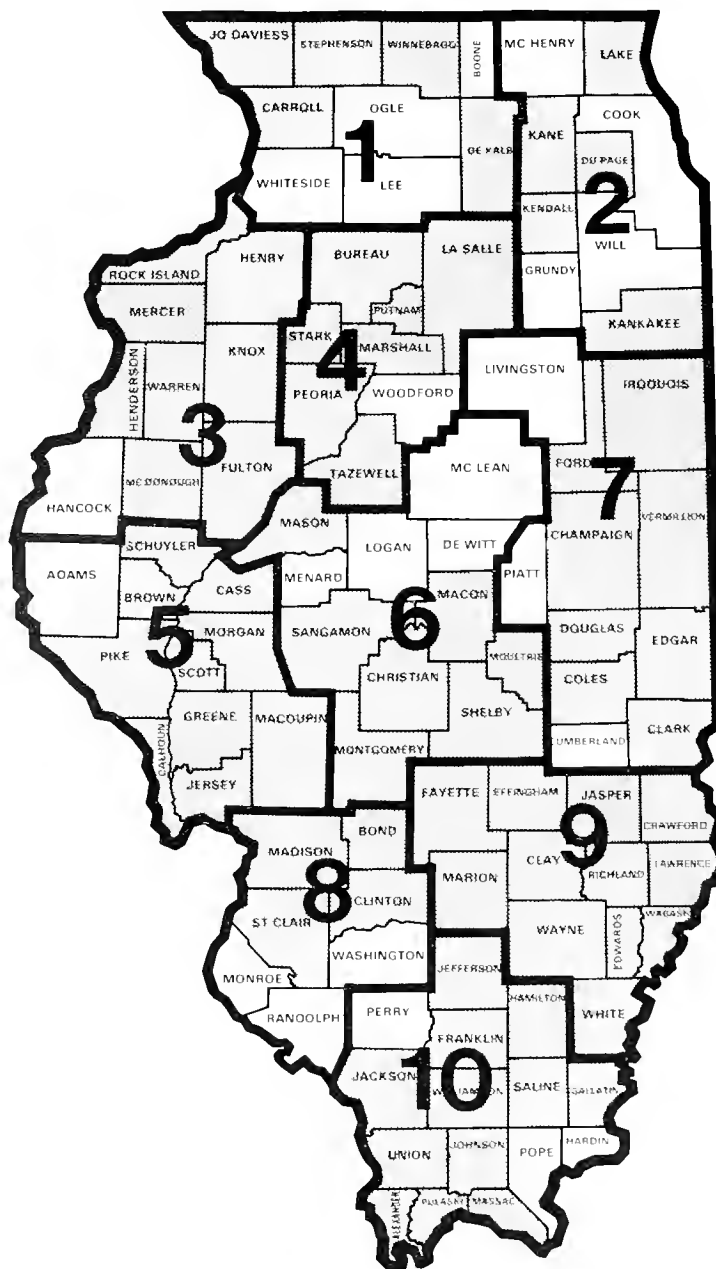 JO DAVIESS
STEPHENSON
WINNEBAGO
BOONE
MC HENRY
LAKE
CARROLL
OGLE
DE KALB
KANE
COOK
DU PAGE
1
WHITESIDE
LEE
2
KENDALL
WILL
GRUNDY
KANKAKEE
ROCK ISLAND
HENRY
BUREAU
LA SALLE
PUTNAM
MERCER
STARK
MARSHALL
KNOX
4
HENDERSON
WARREN
PEORIA
WOODFORD
LIVINGSTON
IROQUOIS
3
FULTON
TAZEWELL
MC LEAN
FORD
7
HANCOCK
MC DONOUGH
MASON
VERMILION
SCHUYLER
LOGAN
DE WITT
CHAMPAIGN
ADAMS
BROWN
CASS
MENARD
MACON
PIATT
5
MORGAN
SANGAMON
6
DOUGLAS
EDGAR
PIKE
SCOTT
CHRISTIAN
MOULTRIE
COLES
GREENE
MACOUPIN
SHELBY
CALHOUN
MONTGOMERY
CUMBERLAND
CLARK
JERSEY
FAYETTE
EFFINGHAM
JASPER
CRAWFORD
BOND
9
MADISON
8
CLAY
RICHLAND
LAWRENCE
CLINTON
MARION
ST CLAIR
WAYNE
EDWARDS
WABASH
WASHINGTON
JEFFERSON
MONROE
HAMILTON
WHITE
RANDOLPH
PERRY
FRANKLIN
JACKSON
10
WILLIAMSON
SALINE
GALLATIN
UNION
JOHNSON
POPE
HARDIN
ALEXANDER
PULASKI
MASSAC